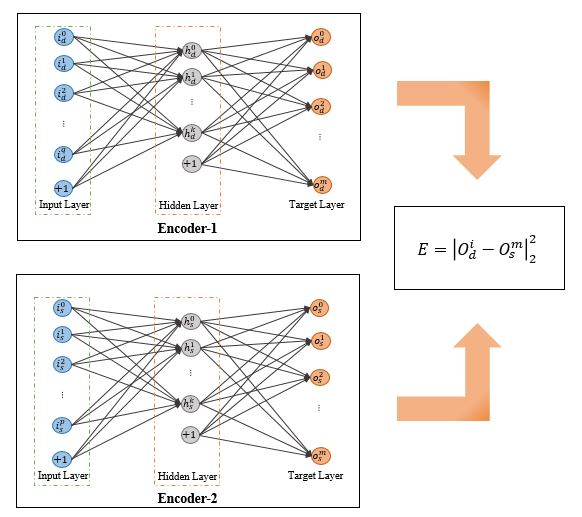 i_d^0
i_d^1
i_d^2
⋮
i_d^q
+1
Input Layer
h_d^0
h_d^1
⋮
h_d^k
+1
Hidden Layer
o_d^0
o_d^1
o_d^2
⋮
o_d^m
Target Layer
Encoder-1
E = |O_d^i − O_s^m|_2^2
i_s^0
i_s^1
i_s^2
⋮
i_s^p
+1
Input Layer
h_s^0
h_s^1
⋮
h_s^k
+1
Hidden Layer
o_s^0
o_s^1
o_s^2
⋮
o_s^m
Target Layer
Encoder-2